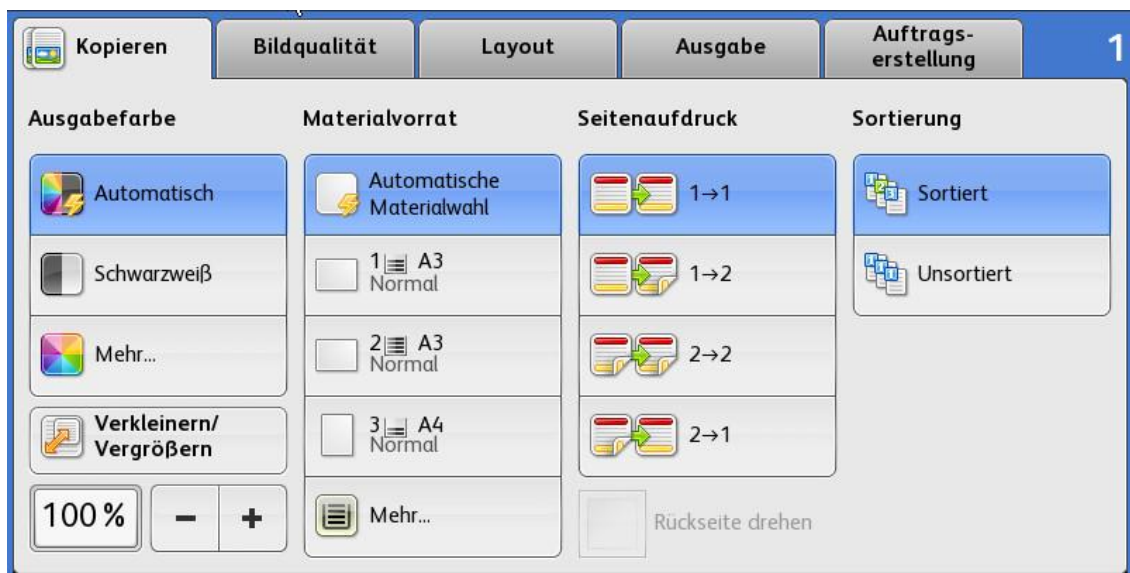 Kopieren
Bildqualität
Layout
Ausgabe
Auftrags-
erstellung
1
Ausgabefarbe
Automatisch
Schwarzweiß
Mehr...
Verkleinern/
Vergrößern
100 %
− +
Materialvorrat
Automatische
Materialwahl
1 A3
Normal
2 A3
Normal
3 A4
Normal
Mehr...
Seitenaufdruck
1→1
1→2
2→2
2→1
Rückseite drehen
Sortierung
Sortiert
Unsortiert